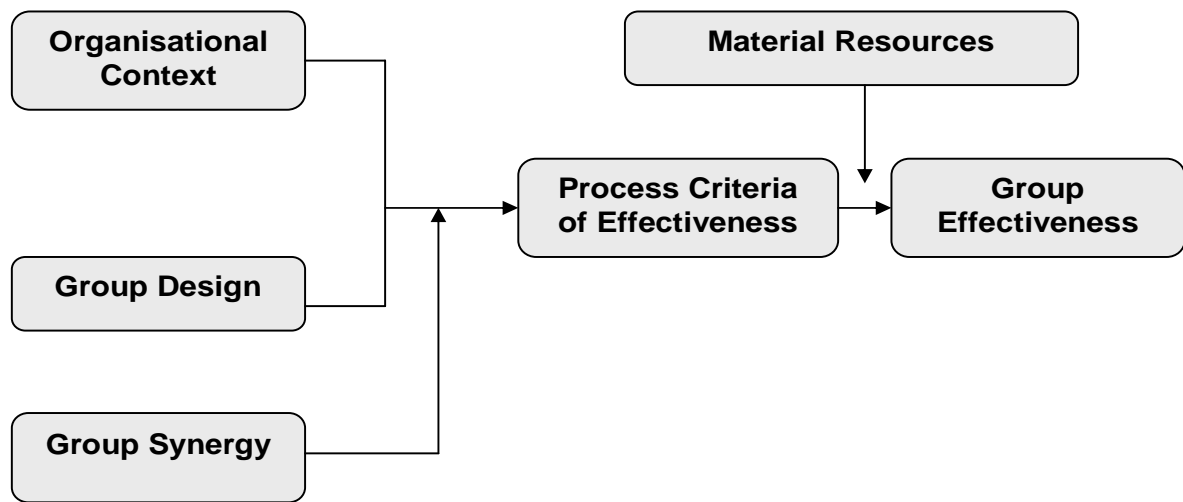 Organisational
Context
Material Resources
Process Criteria
of Effectiveness
Group
Effectiveness
Group Design
Group Synergy